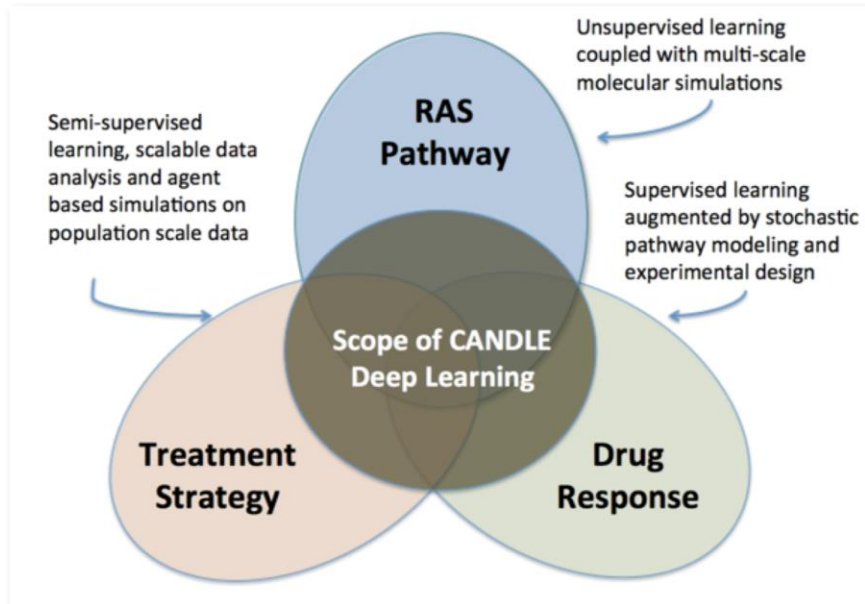 Unsupervised learning
coupled with multi-scale
molecular simulations
RAS
Pathway
Semi-supervised
learning, scalable data
analysis and agent
based simulations on
population scale data
Supervised learning
augmented by stochastic
pathway modeling and
experimental design
Scope of CANDLE
Deep Learning
Treatment
Strategy
Drug
Response